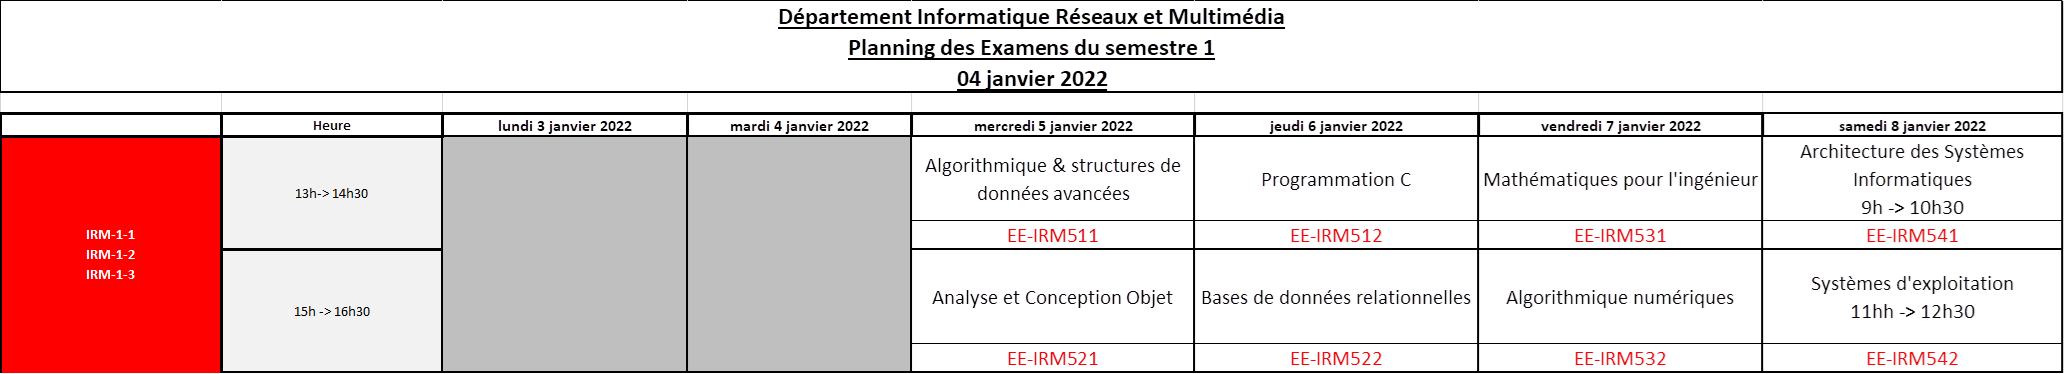 Département Informatique Réseaux et Multimédia
Planning des Examens du semestre 1
04 janvier 2022
Heure
lundi 3 janvier 2022
mardi 4 janvier 2022
mercredi 5 janvier 2022
jeudi 6 janvier 2022
vendredi 7 janvier 2022
samedi 8 janvier 2022
IRM-1-1
IRM-1-2
IRM-1-3
13h-> 14h30
Algorithmique & structures de
données avancées
Programmation C
Mathématiques pour l'ingénieur
Architecture des Systèmes
Informatiques
9h -> 10h30
EE-IRM511
EE-IRM512
EE-IRM531
EE-IRM541
15h -> 16h30
Analyse et Conception Objet
Bases de données relationnelles
Algorithmique numériques
Systèmes d'exploitation
11hh -> 12h30
EE-IRM521
EE-IRM522
EE-IRM532
EE-IRM542